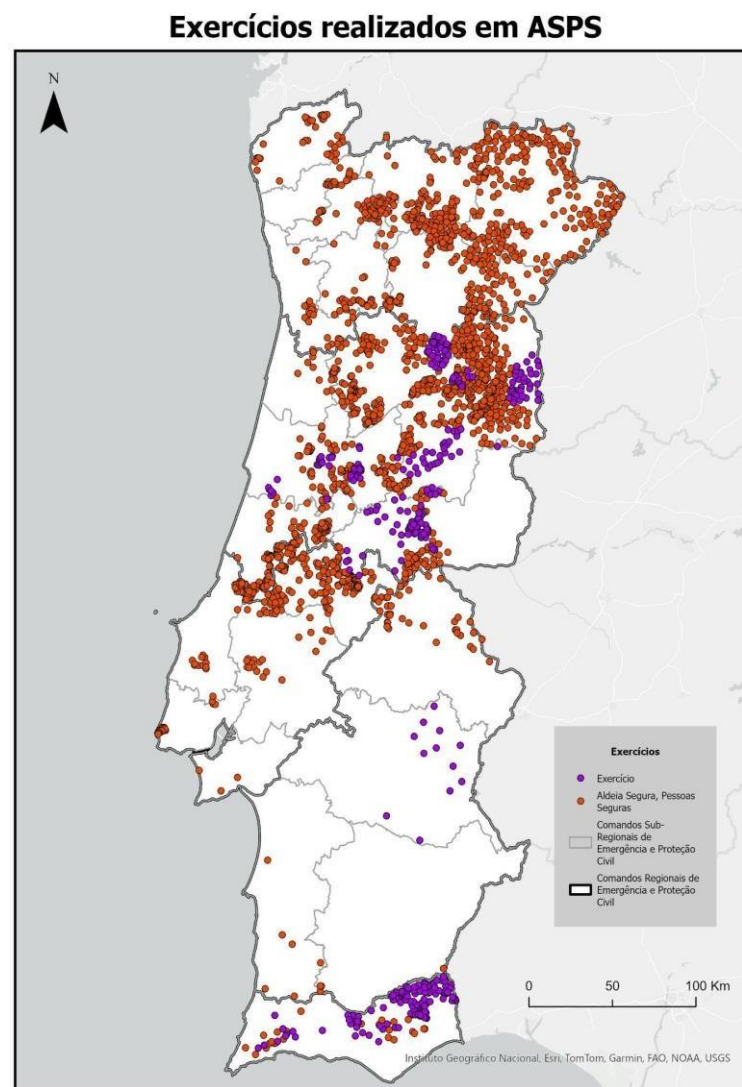 Exercícios realizados em ASPS
N
Exercícios
Exercício
Aldeia Segura, Pessoas
Seguras
Comandos Sub-
Regionais de
Emergência e Proteção
Civil
Comandos Regionais de
Emergência e Proteção
Civil
0 50 100 Km
Instituto Geográfico Nacional, Esri, TomTom, Garmin, FAO, NOAA, USGS